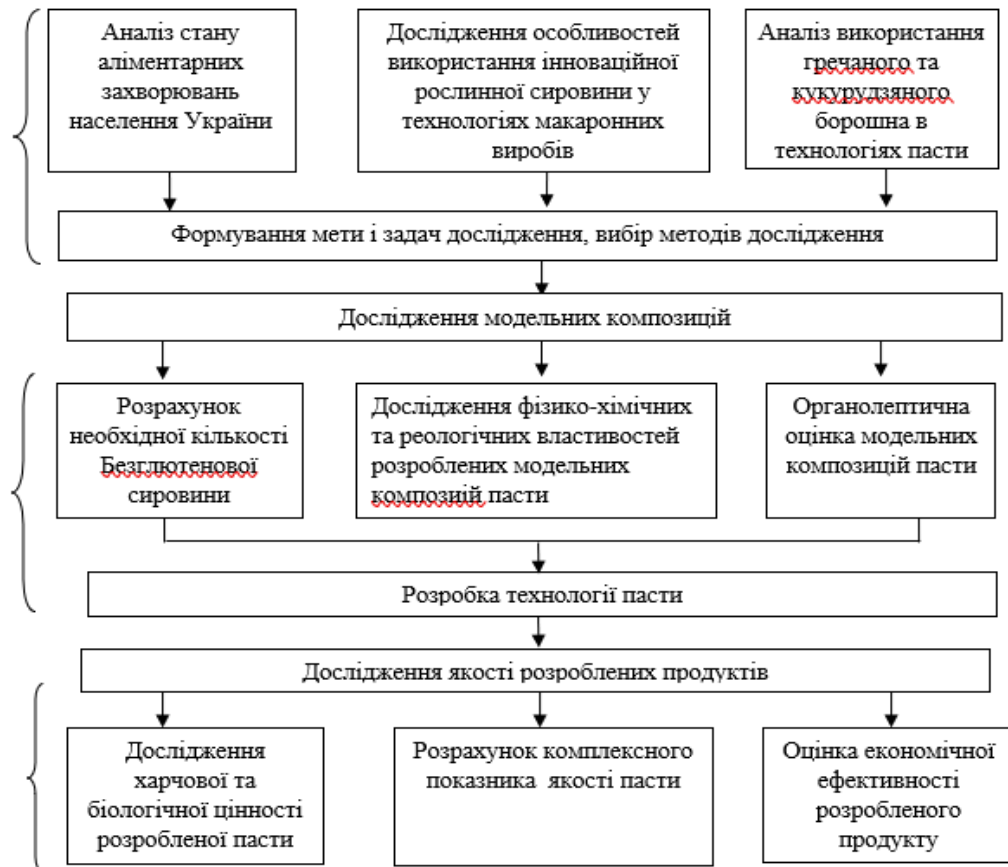 Аналіз стану
аліментарних
захворювань
населення України
Дослідження особливостей
використання інноваційної
рослинної сировини у
технологіях макаронних
виробів
Аналіз використання
гречаного та
кукурудзяного
борошна в
технологіях пасти
Формування мети і задач дослідження, вибір методів дослідження
Дослідження модельних композицій
Розрахунок
необхідної кількості
Безглютенової
сировини
Дослідження фізико-хімічних
та реологічних властивостей
розроблених модельних
композиій пасти
Органолептична
оцінка модельних
композицій пасти
Розробка технології пасти
Дослідження якості розроблених продуктів
Дослідження
харчової та
біологічної цінності
розробленої пасти
Розрахунок комплексного
показника якості пасти
Оцінка економічної
ефективності
розробленого
продукту